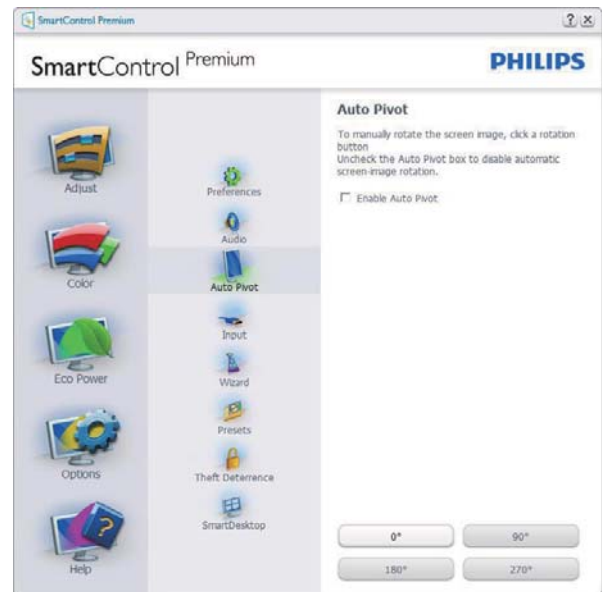 SmartControl Premium
SmartControl Premium
PHILIPS
Adjust
Color
Eco Power
Options
Help
Preferences
Audio
Auto Pivot
Input
Wizard
Presets
Theft Deterrence
SmartDesktop
Auto Pivot
To manually rotate the screen image, click a rotation
button
Uncheck the Auto Pivot box to disable automatic
screen-image rotation.
Enable Auto Pivot
0°
90°
180°
270°